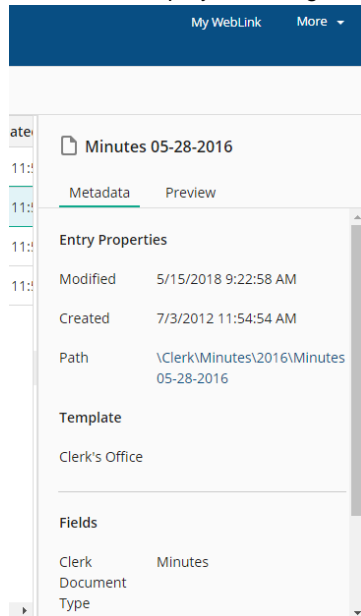 My WebLink More
Minutes 05-28-2016
Metadata Preview
Entry Properties
Modified 5/15/2018 9:22:58 AM
Created 7/3/2012 11:54:54 AM
Path \Clerk\Minutes\2016\Minutes
05-28-2016
Template
Clerk's Office
Fields
Clerk Minutes
Document
Type